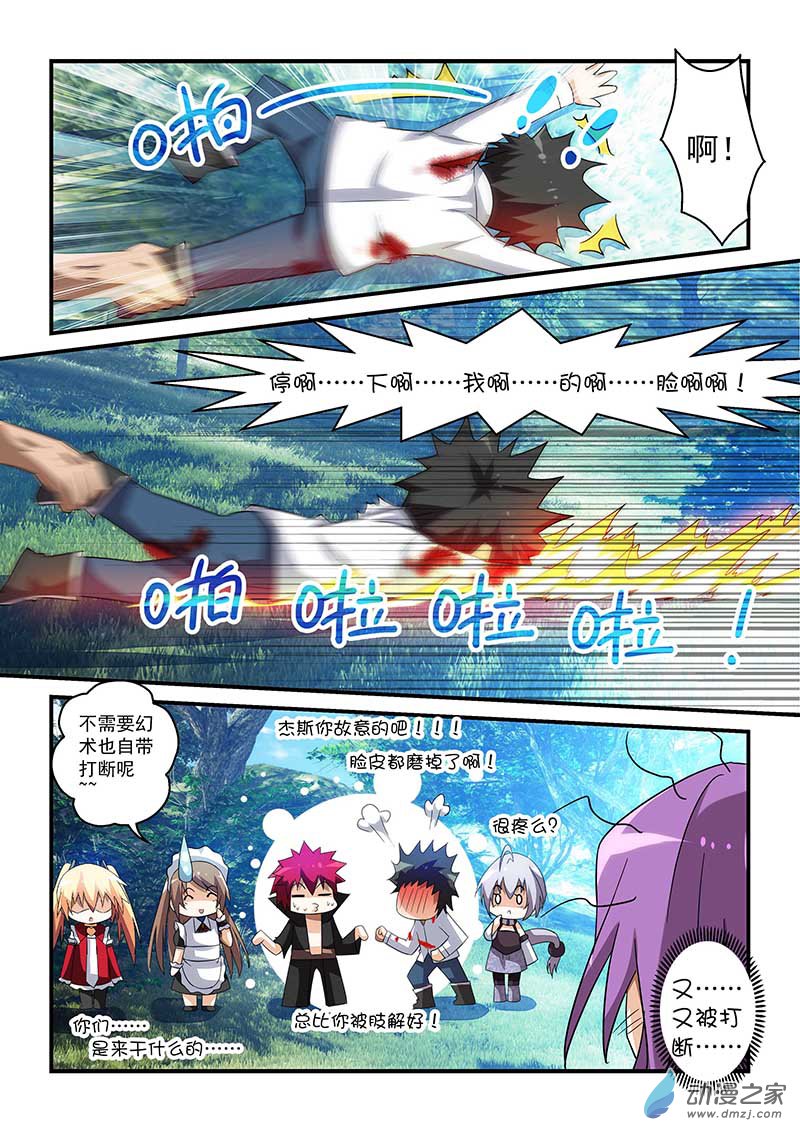 啪
啊！
停啊……下啊……我啊……的啊……脸啊啊！
啪 啦 啦 啦 ！
不需要幻
术也自带
打断呢
~~
杰斯你故意的吧！！！
脸皮都磨掉了啊！
很疼么?
你们……
是来干什么的……
总比你被肢解好！
又……
又被打
断……
动漫之家
www.dmzj.com